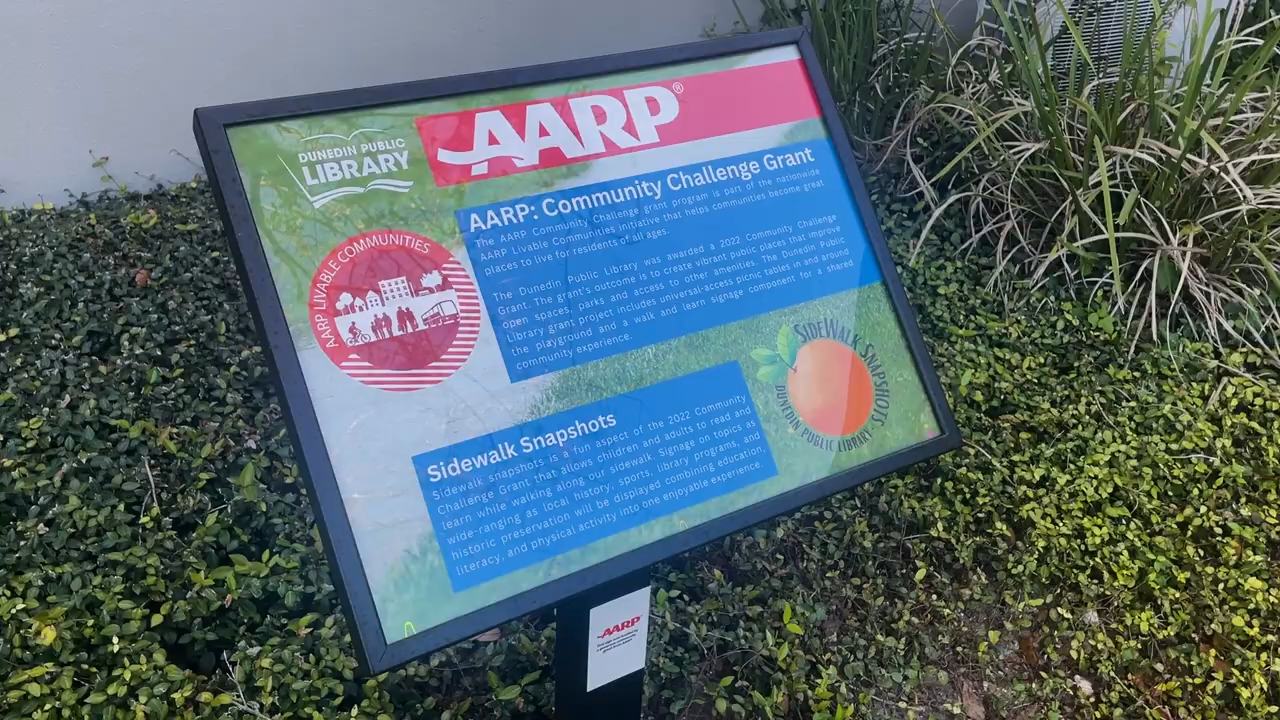 DUNEDIN PUBLIC
LIBRARY
AARP®
AARP LIVABLE COMMUNITIES
AARP: Community Challenge Grant
The AARP Community Challenge grant program is part of the nationwide
AARP Livable Communities initiative that helps communities become great
places to live for residents of all ages.
The Dunedin Public Library was awarded a 2022 Community Challenge
Grant. The grant's outcome is to create vibrant public places that improve
open spaces, parks and access to other amenities. The Dunedin Public
Library grant project includes universal-access picnic tables in and around
the playground and a walk and learn signage component for a shared
community experience.
SIDEWALK SNAPSHOTS
DUNEDIN PUBLIC LIBRARY
Sidewalk Snapshots
Sidewalk snapshots is a fun aspect of the 2022 Community
Challenge Grant that allows children and adults to read and
learn while walking along our sidewalk. Signage on topics as
wide-ranging as local history, sports, library programs, and
historic preservation will be displayed combining education,
literacy, and physical activity into one enjoyable experience.
AARP